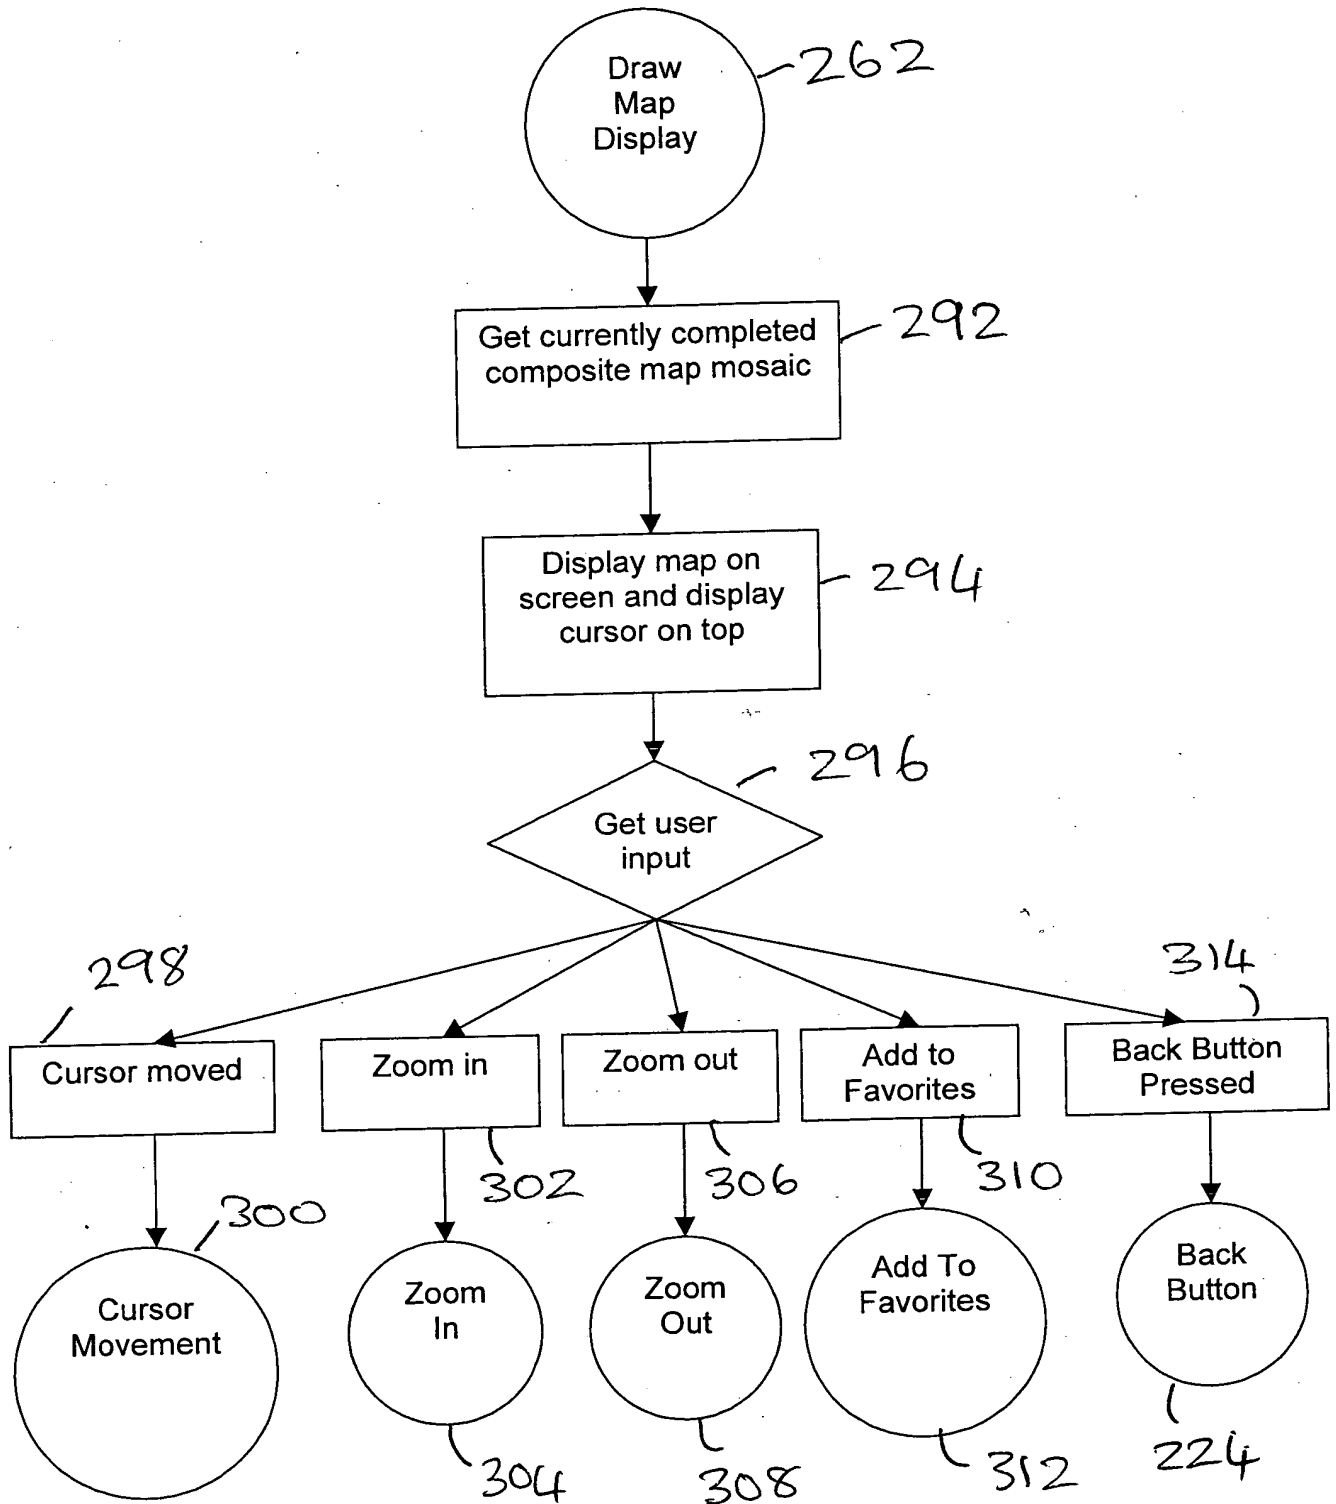 Draw
Map
Display
262
Get currently completed
composite map mosaic
292
Display map on
screen and display
cursor on top
294
296
Get user
input
298
314
Cursor moved
Zoom in
Zoom out
Add to
Favorites
Back Button
Pressed
302
306
310
300
Cursor
Movement
Zoom
In
Zoom
Out
Add To
Favorites
Back
Button
304
308
312
224